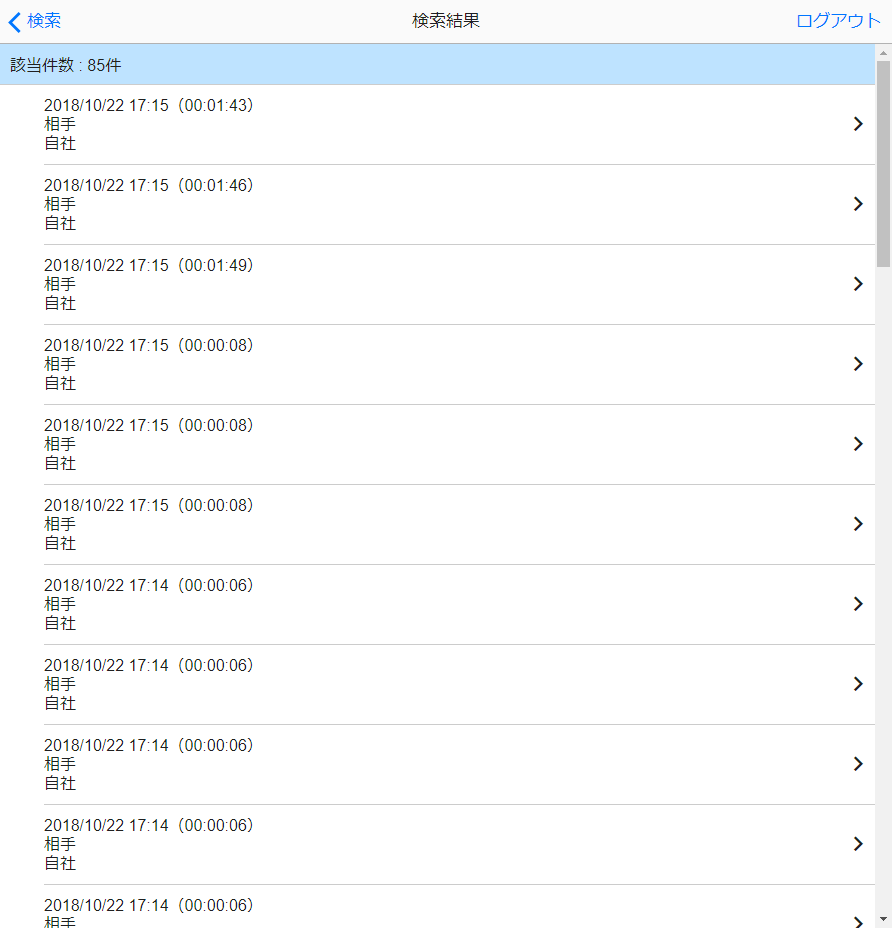 検索
検索結果
ログアウト
該当件数 : 85件
2018/10/22 17:15（00:01:43）
相手
自社
2018/10/22 17:15（00:01:46）
相手
自社
2018/10/22 17:15（00:01:49）
相手
自社
2018/10/22 17:15（00:00:08）
相手
自社
2018/10/22 17:15（00:00:08）
相手
自社
2018/10/22 17:15（00:00:08）
相手
自社
2018/10/22 17:14（00:00:06）
相手
自社
2018/10/22 17:14（00:00:06）
相手
自社
2018/10/22 17:14（00:00:06）
相手
自社
2018/10/22 17:14（00:00:06）
相手
自社
2018/10/22 17:14（00:00:06）
相手